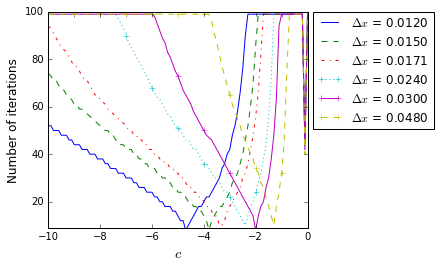 100
80
60
40
20
Number of iterations
−10
−8
−6
−4
−2
0
c
Δx = 0.0120
Δx = 0.0150
Δx = 0.0171
Δx = 0.0240
Δx = 0.0300
Δx = 0.0480